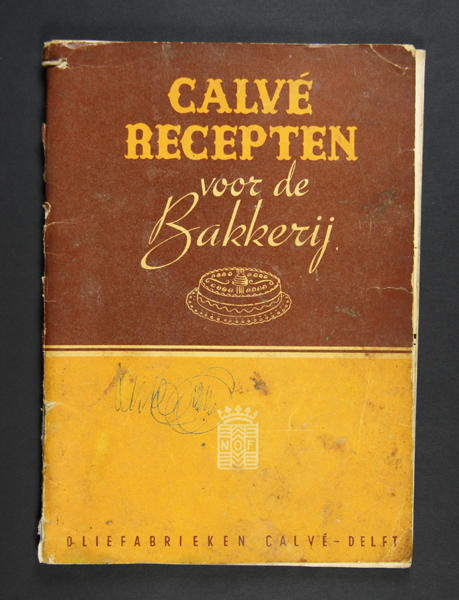 CALVÉ
RECEPTEN
voor de
Bakkerij
NOF
OLIEFABRIEKEN CALVÉ-DELFT